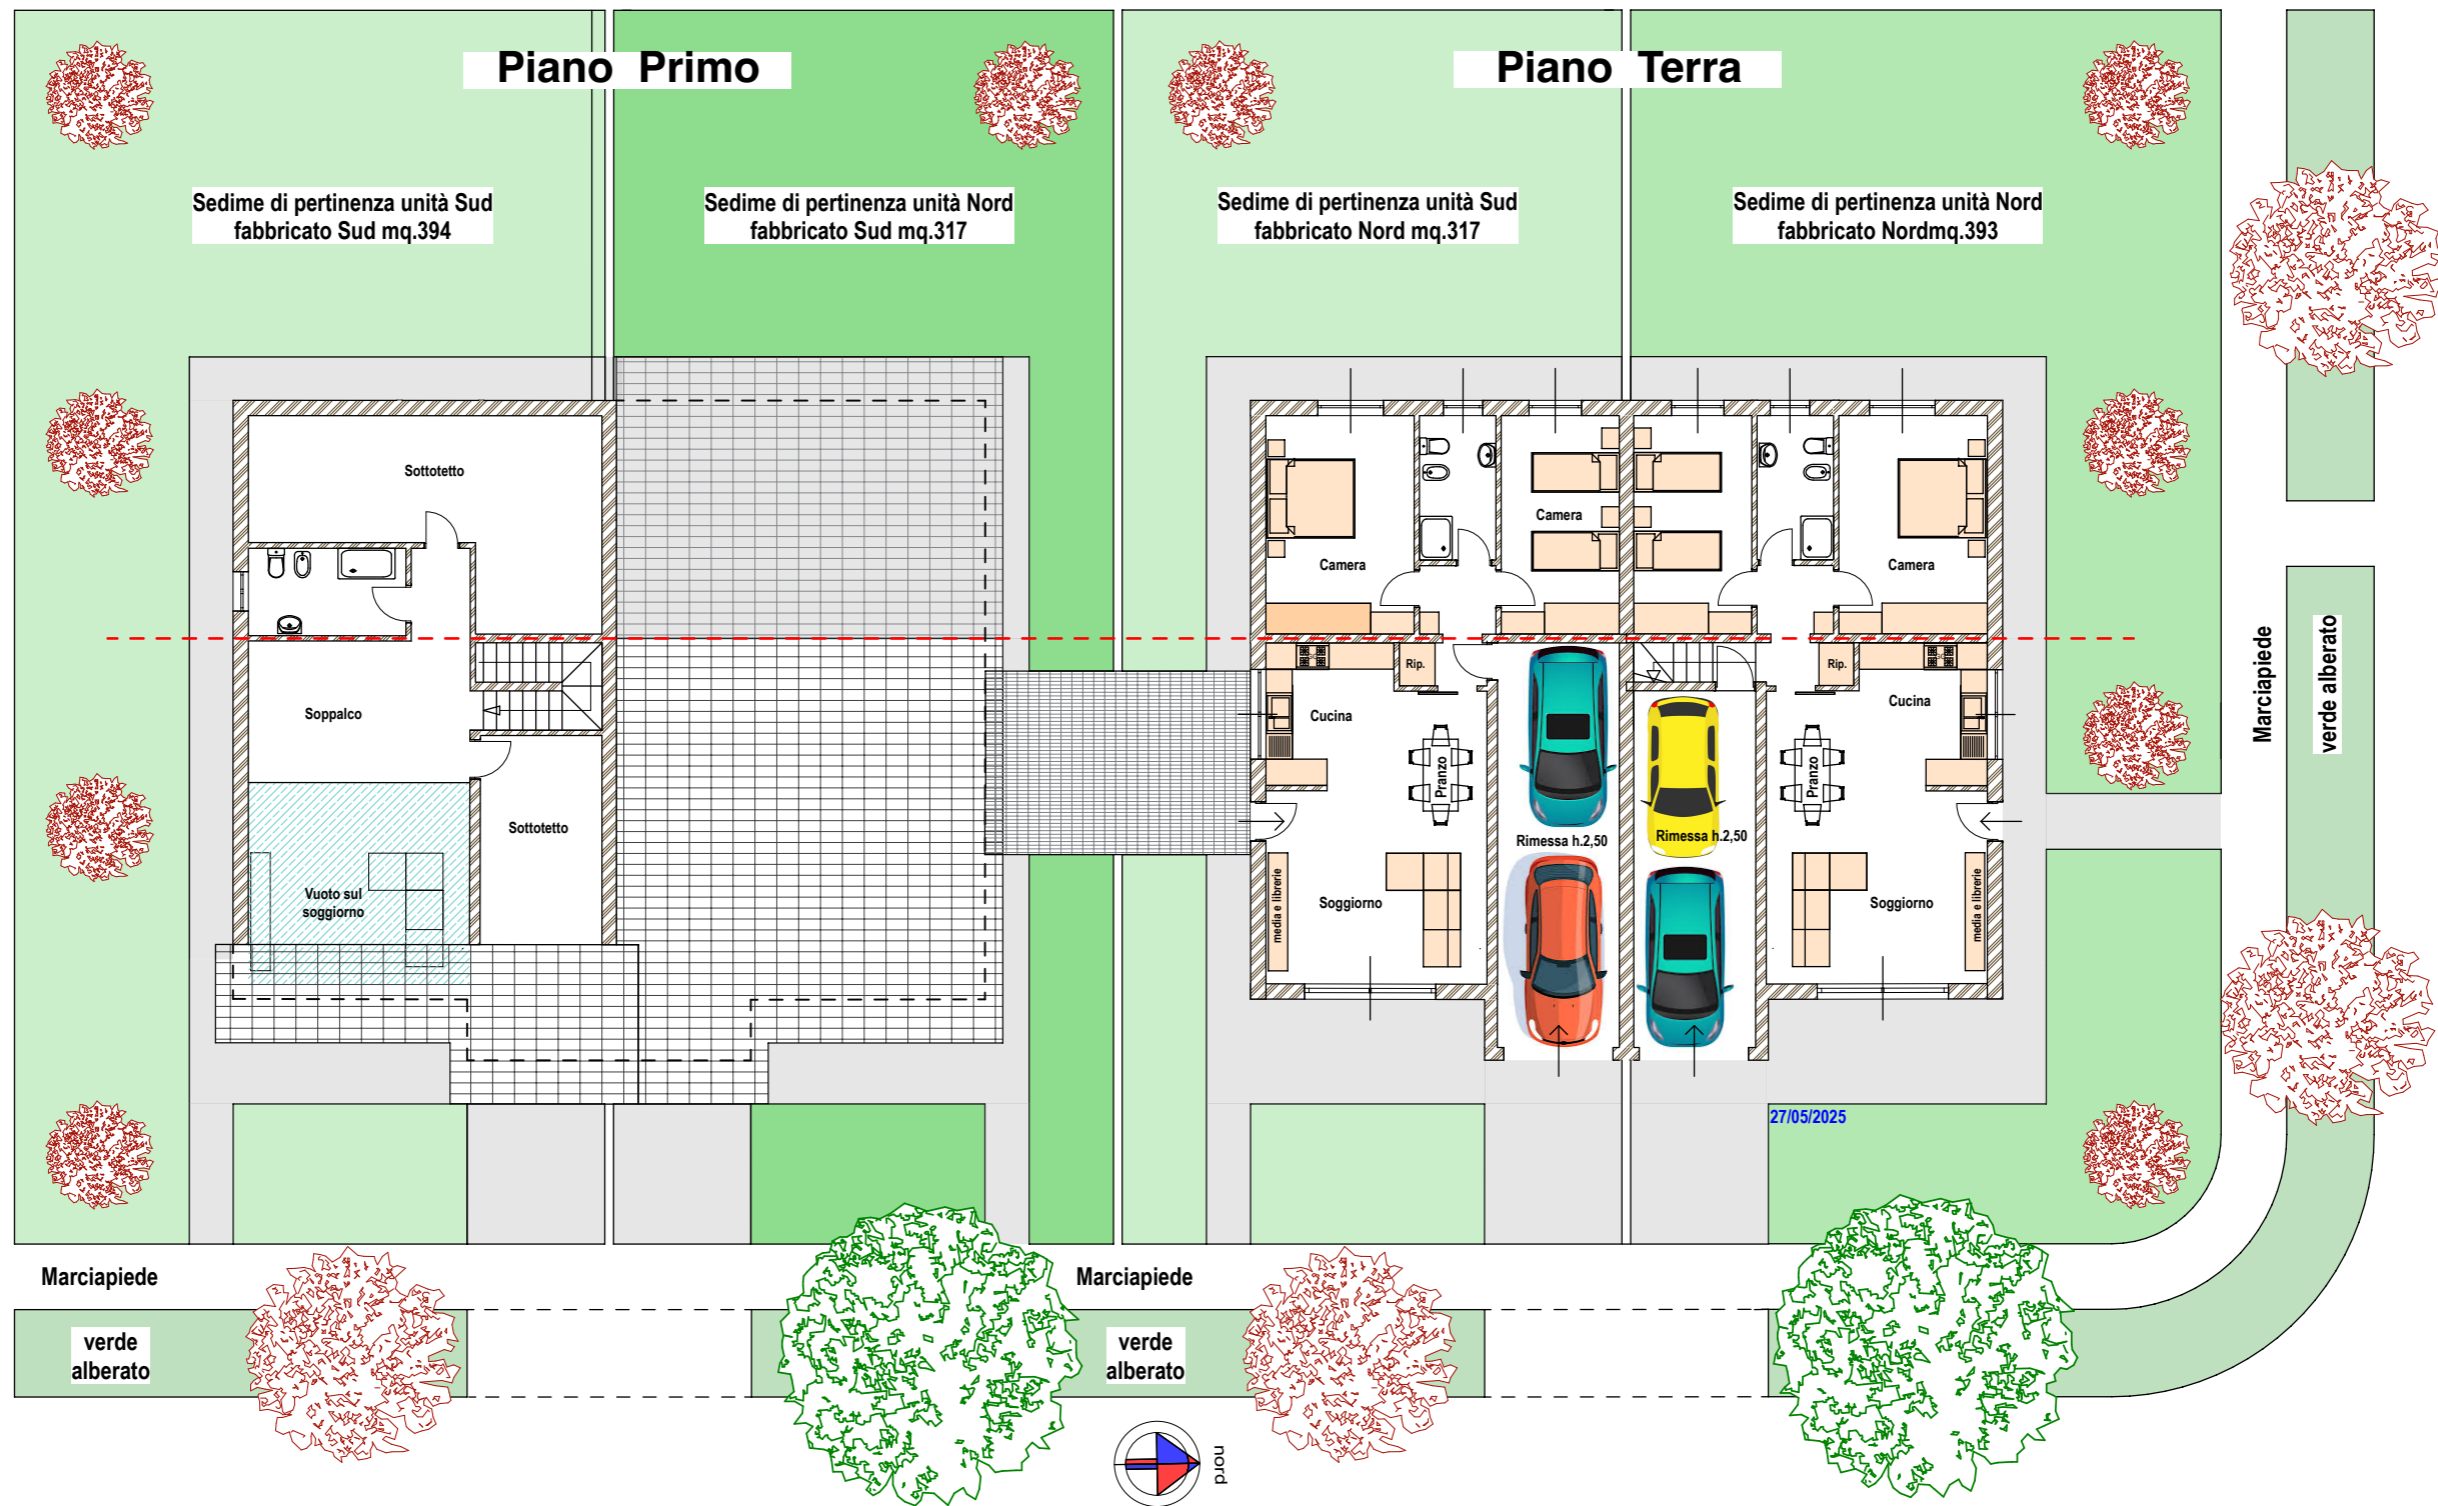 Piano Primo
Piano Terra
Sedime di pertinenza unità Sud
fabbricato Sud mq.394
Sedime di pertinenza unità Nord
fabbricato Sud mq.317
Sedime di pertinenza unità Sud
fabbricato Nord mq.317
Sedime di pertinenza unità Nord
fabbricato Nordmq.393
Sottotetto
Soppalco
Sottotetto
Vuoto sul
soggiorno
Camera
Camera
Camera
Rip.
Rip.
Cucina
Cucina
Pranzo
Pranzo
Rimessa h.2,50
Rimessa h.2,50
Soggiorno
Soggiorno
media e librerie
media e librerie
Marciapiede
verde alberato
27/05/2025
Marciapiede
Marciapiede
verde
alberato
verde
alberato
nord